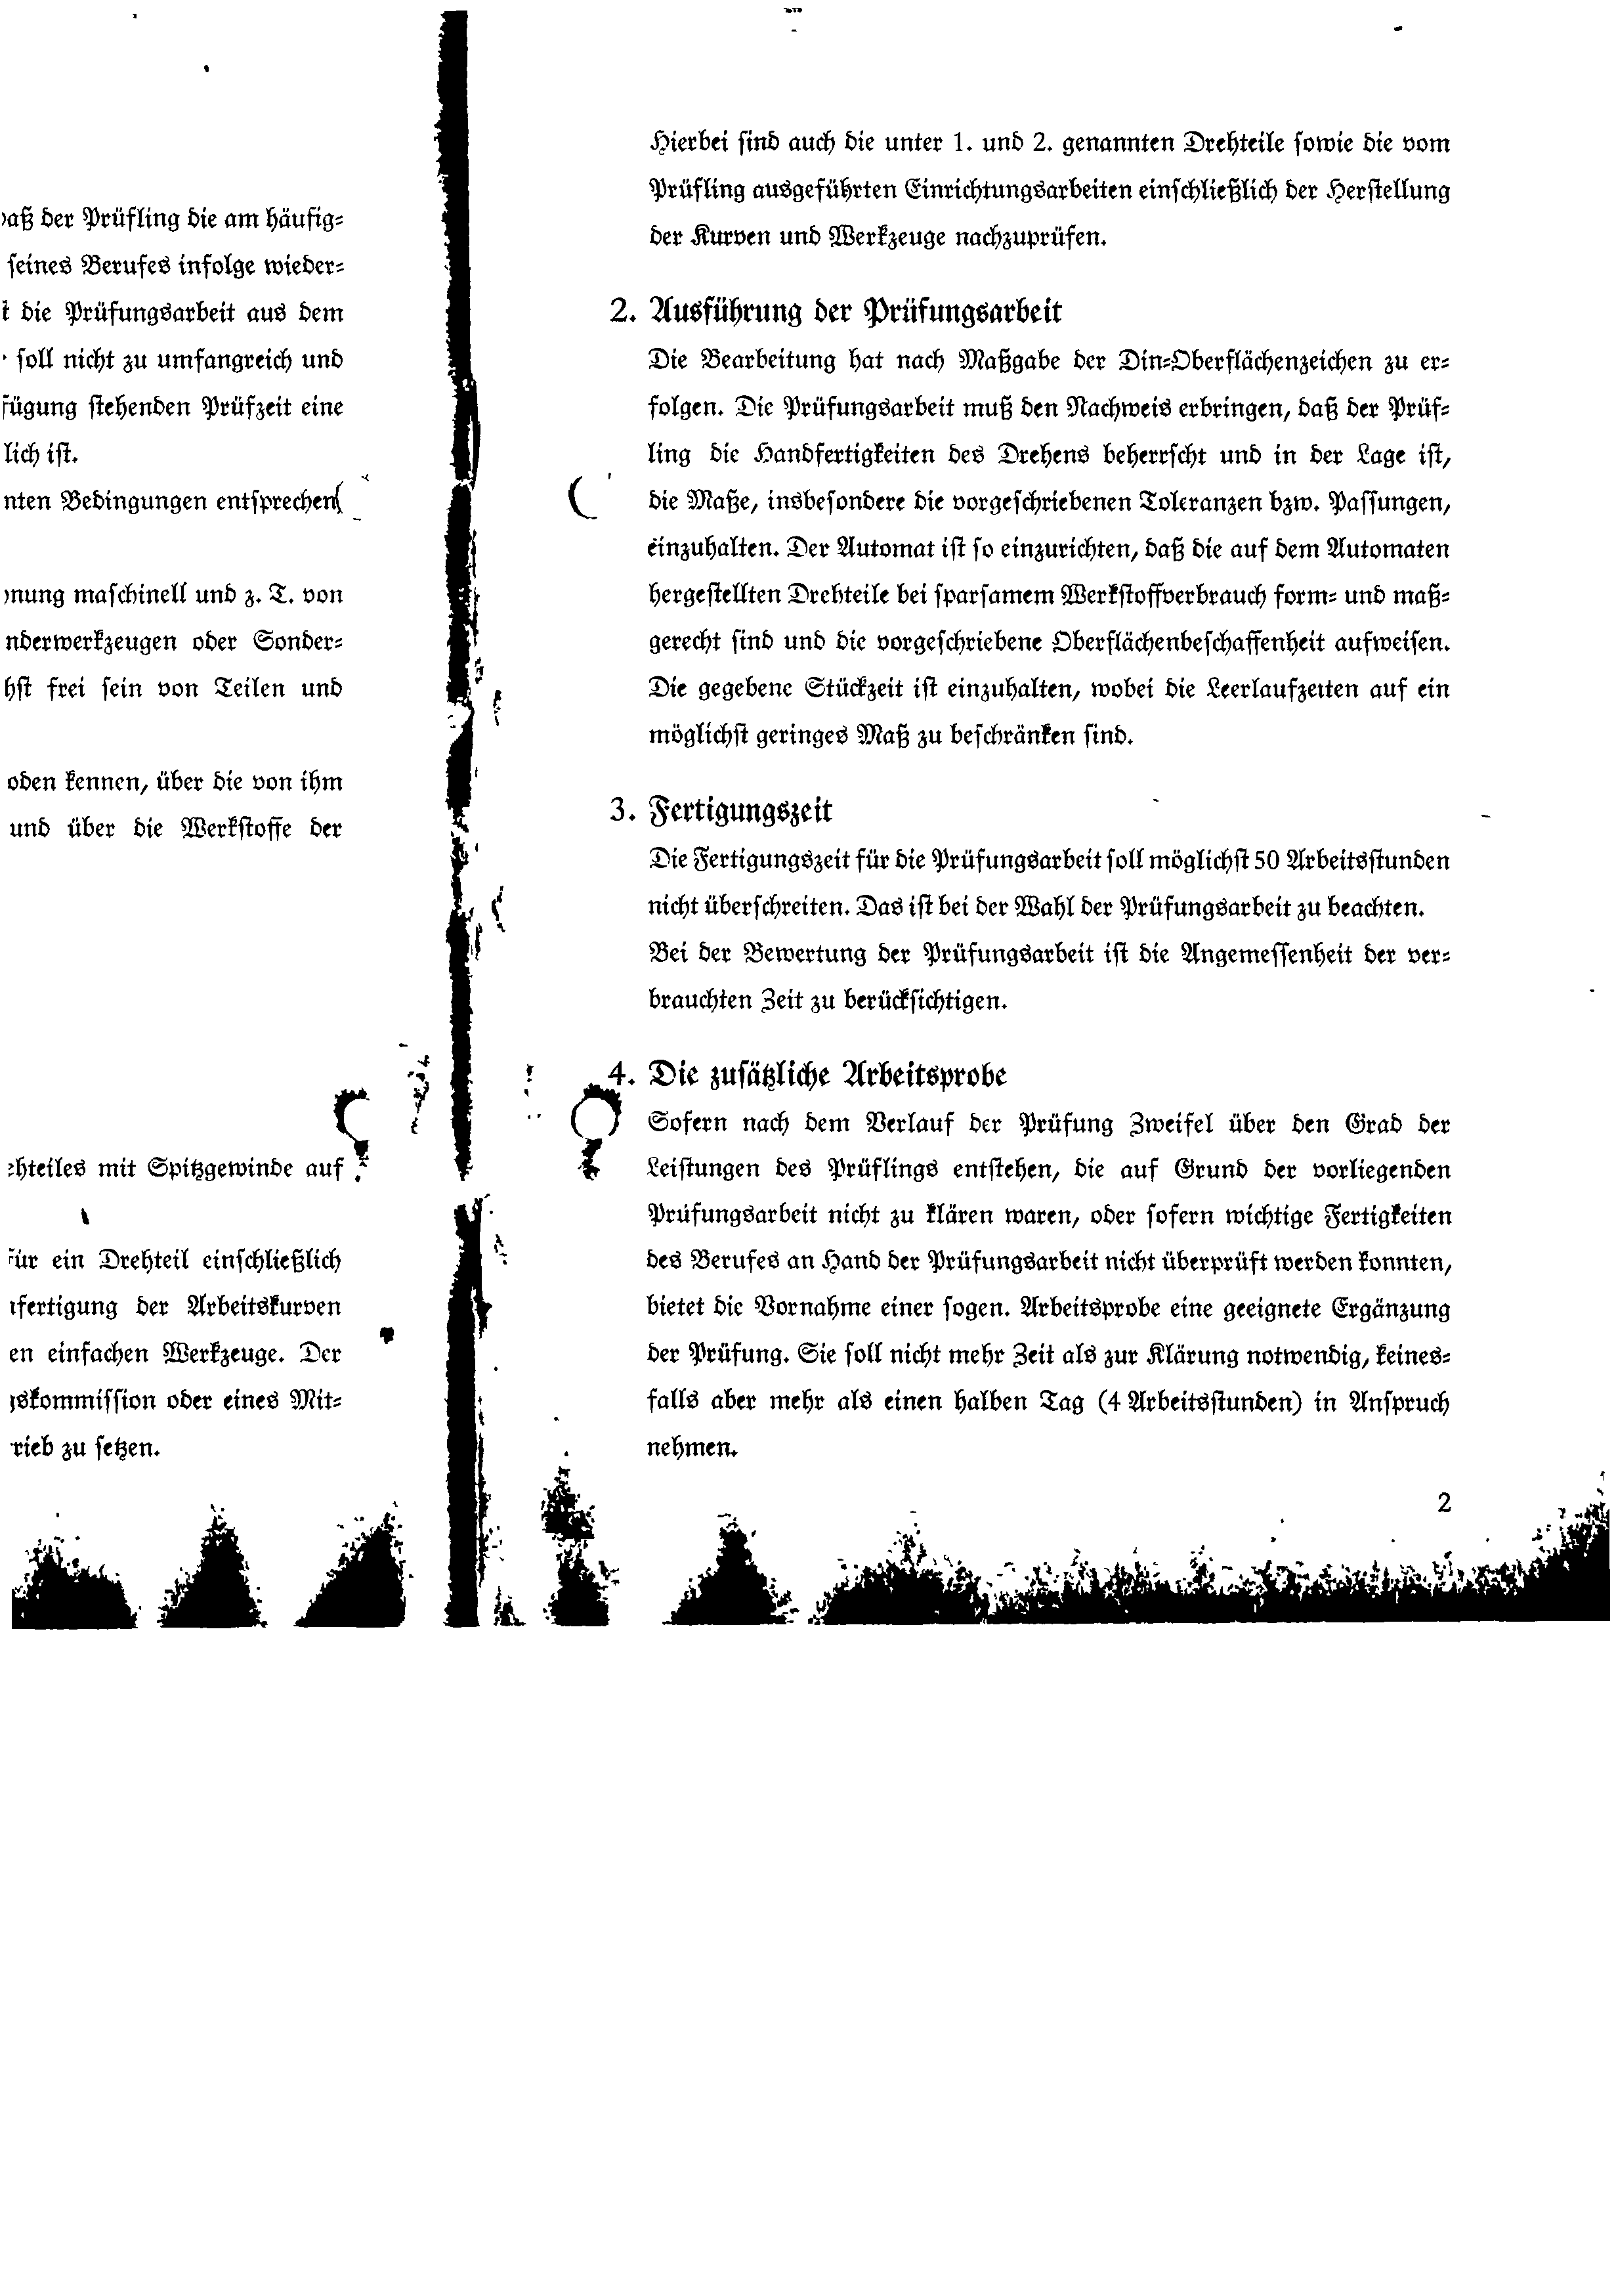 der Prüfling die am häufig-
seines Berufes infolge wieder-
die Prüfungsarbeit aus dem
soll nicht zu umfangreich und
stehenden Prüfzeit eine
lich ist.
nten Bedingungen entsprechen
maschinell und z. T. von
nderwerkzeugen oder Sonder-
frei sein von Teilen und
oden kennen, über die von ihm
und über die Werkstoffe der
hteiles mit Spitzgewinde auf
für ein Drehteil einschließlich
fertigung der Arbeitskurven
en einfachen Werkzeuge. Der
skommission oder eines Mit-
rieb zu setzen.
Hierbei sind auch die unter 1. und 2. genannten Drehteile sowie die vom
Prüfling ausgeführten Einrichtungsarbeiten einschließlich der Herstellung
der Kurven und Werkzeuge nachzuprüfen.
2. Ausführung der Prüfungsarbeit
Die Bearbeitung hat nach Maßgabe der Din-Oberflächenzeichen zu er-
folgen. Die Prüfungsarbeit muß den Nachweis erbringen, daß der Prüf-
ling die Handfertigkeiten des Drehens beherrscht und in der Lage ist,
die Maße, insbesondere die vorgeschriebenen Toleranzen bzw. Passungen,
einzuhalten. Der Automat ist so einzurichten, daß die auf dem Automaten
hergestellten Drehteile bei sparsamem Werkstoffverbrauch form- und maß-
gerecht sind und die vorgeschriebene Oberflächenbeschaffenheit aufweisen.
Die gegebene Stückzeit ist einzuhalten, wobei die Leerlaufzeiten auf ein
möglichst geringes Maß zu beschränken sind.
3. Fertigungszeit
Die Fertigungszeit für die Prüfungsarbeit soll möglichst 50 Arbeitsstunden
nicht überschreiten. Das ist bei der Wahl der Prüfungsarbeit zu beachten.
Bei der Bewertung der Prüfungsarbeit ist die Angemessenheit der ver-
brauchten Zeit zu berücksichtigen.
4. Die zusätzliche Arbeitsprobe
Sofern nach dem Verlauf der Prüfung Zweifel über den Grad der
Leistungen des Prüflings entstehen, die auf Grund der vorliegenden
Prüfungsarbeit nicht zu klären waren, oder sofern wichtige Fertigkeiten
des Berufes an Hand der Prüfungsarbeit nicht überprüft werden konnten,
bietet die Vornahme einer sogen. Arbeitsprobe eine geeignete Ergänzung
der Prüfung. Sie soll nicht mehr Zeit als zur Klärung notwendig, keines-
falls aber mehr als einen halben Tag (4 Arbeitsstunden) in Anspruch
nehmen.
2